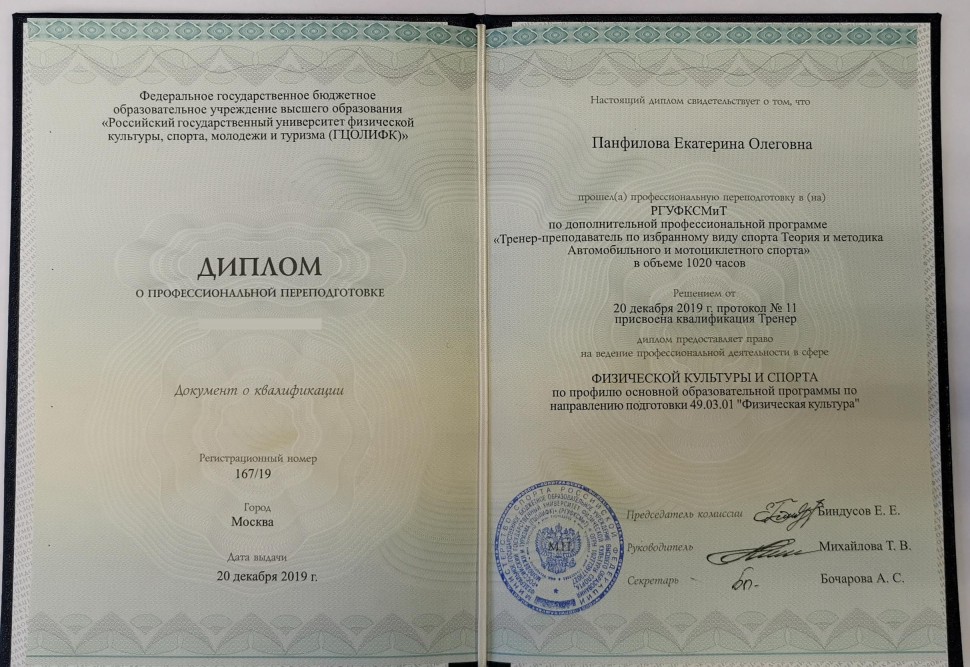 Федеральное государственное бюджетное
образовательное учреждение высшего образования
«Российский государственный университет физической
культуры, спорта, молодежи и туризма (ГЦОЛИФК)»
ДИПЛОМ
О ПРОФЕССИОНАЛЬНОЙ ПЕРЕПОДГОТОВКЕ
Документ о квалификации
Регистрационный номер
167/19
Город
Москва
Дата выдачи
20 декабря 2019 г.
Настоящий диплом свидетельствует о том, что
Панфилова Екатерина Олеговна
прошел(а) профессиональную переподготовку в (на)
РГУФКСМиТ
по дополнительной профессиональной программе
«Тренер-преподаватель по избранному виду спорта Теория и методика
Автомобильного и мотоциклетного спорта»
в объеме 1020 часов
Решением от
20 декабря 2019 г. протокол № 11
присвоена квалификация Тренер
диплом предоставляет право
на ведение профессиональной деятельности в сфере
ФИЗИЧЕСКОЙ КУЛЬТУРЫ И СПОРТА
по профилю основной образовательной программы по
направлению подготовки 49.03.01 "Физическая культура"
М.П.
Председатель комиссии Биндусов Е. Е.
Руководитель Михайлова Т. В.
Секретарь Бочарова А. С.